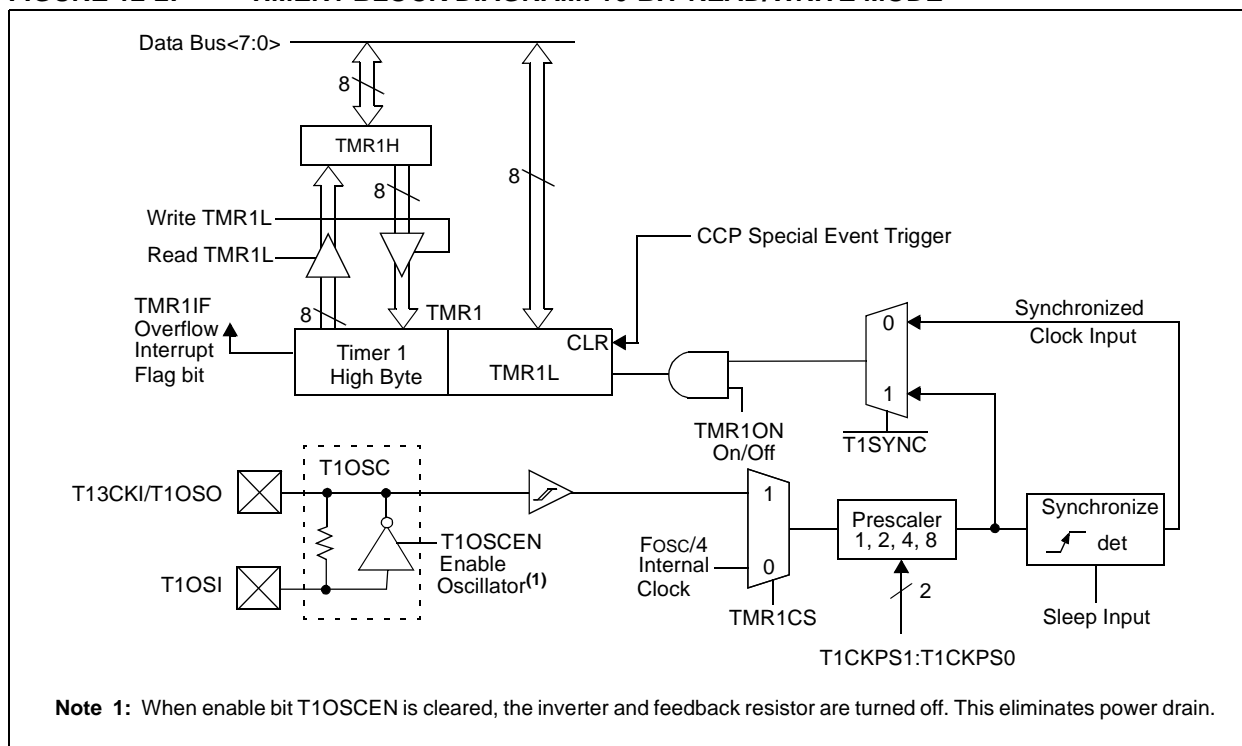 Data Bus<7:0>
8
TMR1H
8
8
Write TMR1L
Read TMR1L
CCP Special Event Trigger
TMR1IF
Overflow
Interrupt
Flag bit
8
TMR1
Timer 1
High Byte
TMR1L
CLR
0
1
Synchronized
Clock Input
TMR1ON
On/Off
T1SYNC
T1OSC
T13CKI/T1OSO
T1OSI
T1OSCEN
Enable
Oscillator(1)
FOSC/4
Internal
Clock
1
0
TMR1CS
Prescaler
1, 2, 4, 8
2
T1CKPS1:T1CKPS0
Synchronize
det
Sleep Input
Note 1: When enable bit T1OSCEN is cleared, the inverter and feedback resistor are turned off. This eliminates power drain.